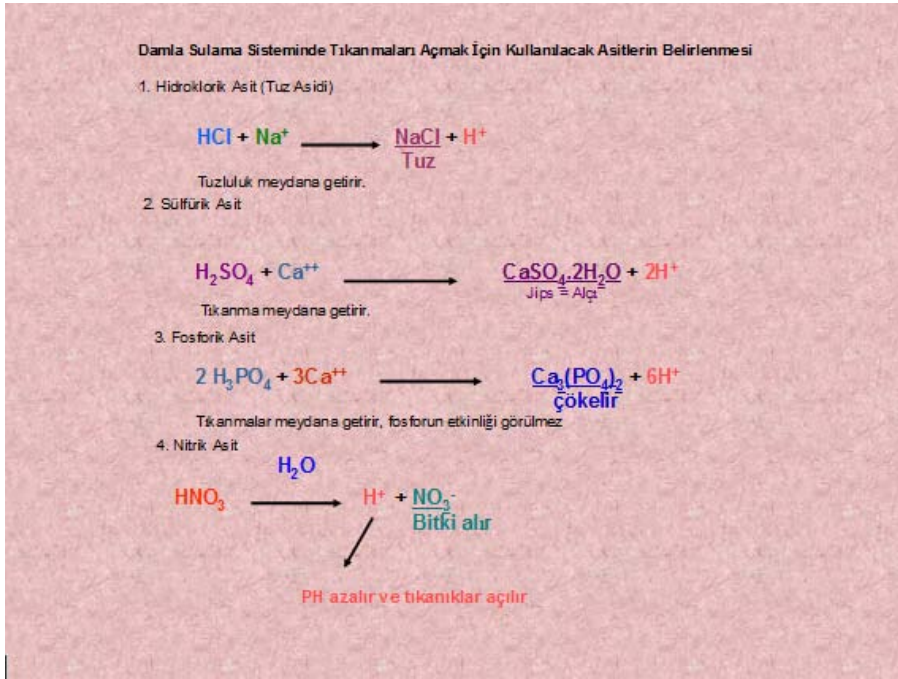 Damla Sulama Sisteminde Tıkanmaları Açmak İçin Kullanılacak Asitlerin Belirlenmesi
1. Hidroklorik Asit (Tuz Asidi)
HCl + Na⁺ → NaCl + H⁺
Tuz
Tuzluluk meydana getirir.
2. Sülfürik Asit
H₂SO₄ + Ca⁺⁺ → CaSO₄.2H₂O + 2H⁺
Jips = Alçı
Tıkanma meydana getirir.
3. Fosforik Asit
2 H₃PO₄ + 3Ca⁺⁺ → Ca₃(PO₄)₂ + 6H⁺
çökelir
Tıkanmalar meydana getirir, fosforun etkinliği görülmez
4. Nitrik Asit
H₂O
HNO₃ → H⁺ + NO₃⁻
Bitki alır
PH azalır ve tıkanıklar açılır